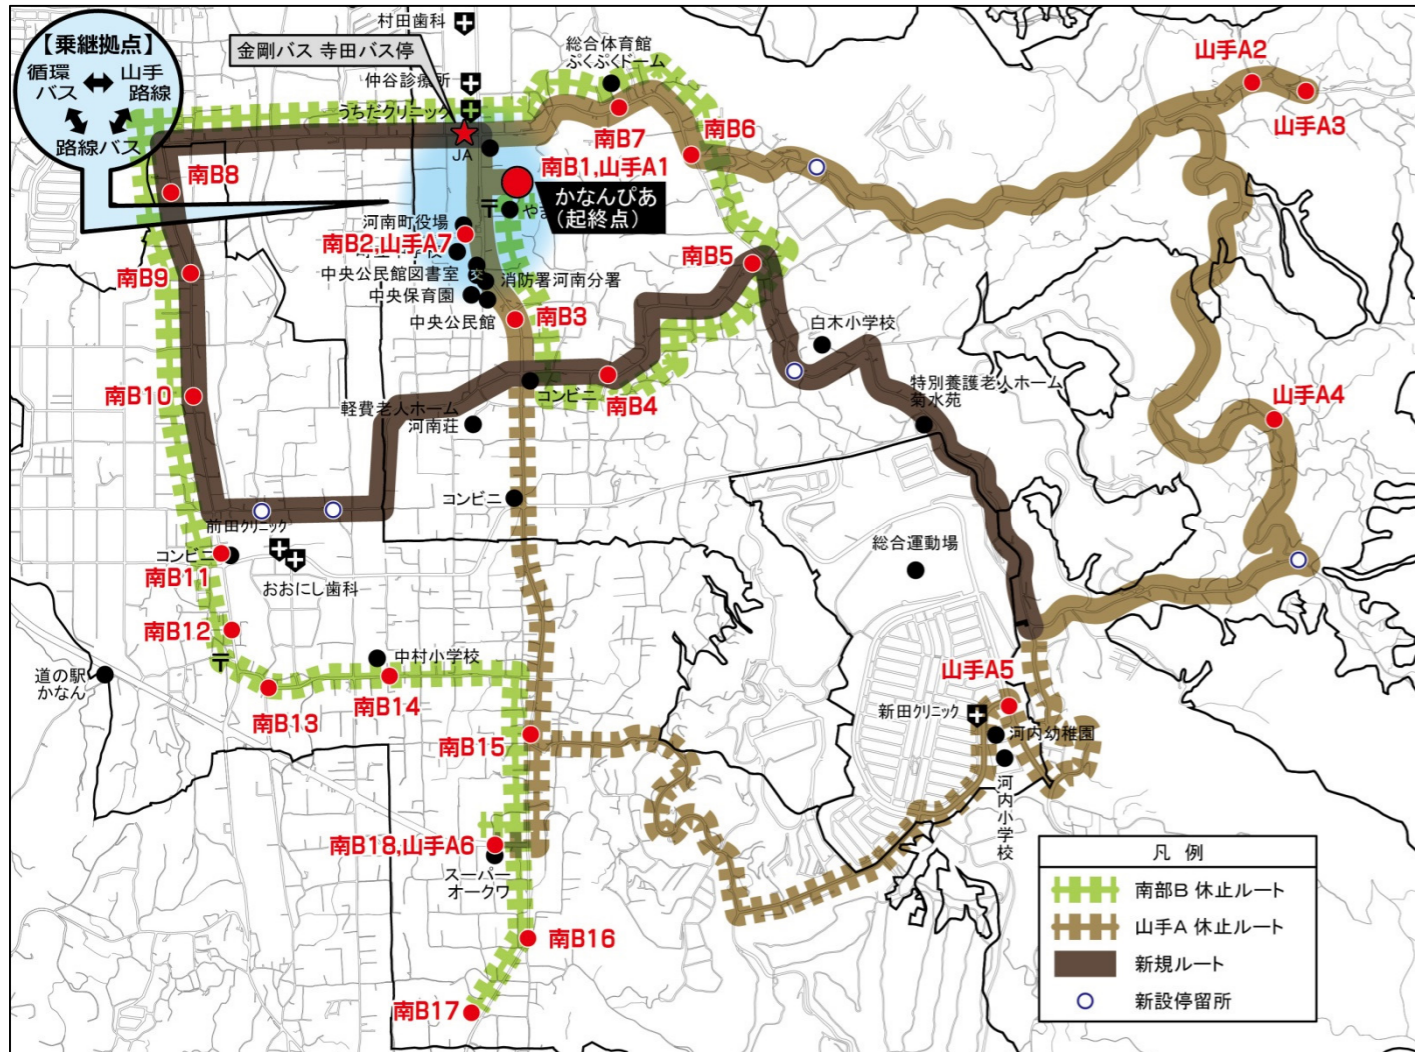 村田歯科
【乗継拠点】
循環
バス
山手
路線
路線バス
金剛バス 寺田バス停
総合体育館
ぷくぷくドーム
仲谷診療所
うちだクリニック
JA
山手A2
山手A3
南B7
南B6
南B8
南B1,山手A1
かなんぴあ
(起終点)
〒
やま
河南町役場
南B2,山手A7
南B9
中央公民館図書室
交
消防署河南分署
中央保育園
中央公民館
南B3
南B5
白木小学校
南B10
コンビニ
南B4
軽費老人ホーム
河南荘
特別養護老人ホーム
菊水苑
山手A4
コンビニ
前田クリニック
コンビニ
南B11
おおにし歯科
総合運動場
南B12
〒
中村小学校
道の駅
かなん
南B13
南B14
山手A5
新田クリニック
河内幼稚園
南B15
河内小学校
南B18,山手A6
スーパー
オークワ
南B16
南B17
凡 例
南部B 休止ルート
山手A 休止ルート
新規ルート
新設停留所